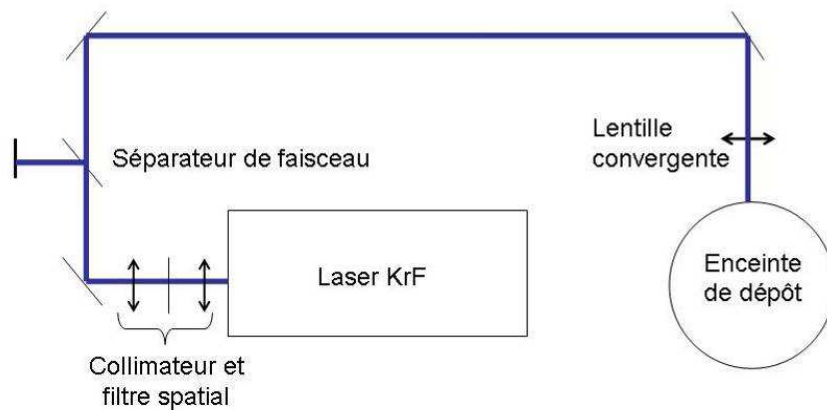 Lentille
convergente
Séparateur de faisceau
Laser KrF
Enceinte
de dépôt
Collimateur et
filtre spatial